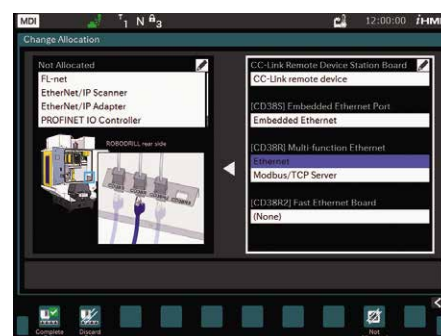 MDI
T1 N A3
12:00:00 iHMI
Change Allocation
Not Allocated
FL-net
EtherNet/IP Scanner
EtherNet/IP Adapter
PROFINET IO Controller
ROBODRILL rear side
CC-Link Remote Device Station Board
CC-Link remote device
[CD38S] Embedded Ethernet Port
Embedded Ethernet
[CD38R] Multi-function Ethernet
Ethernet
Modbus/TCP Server
[CD38R2] Fast Ethernet Board
(None)
Complete
Discard
Not